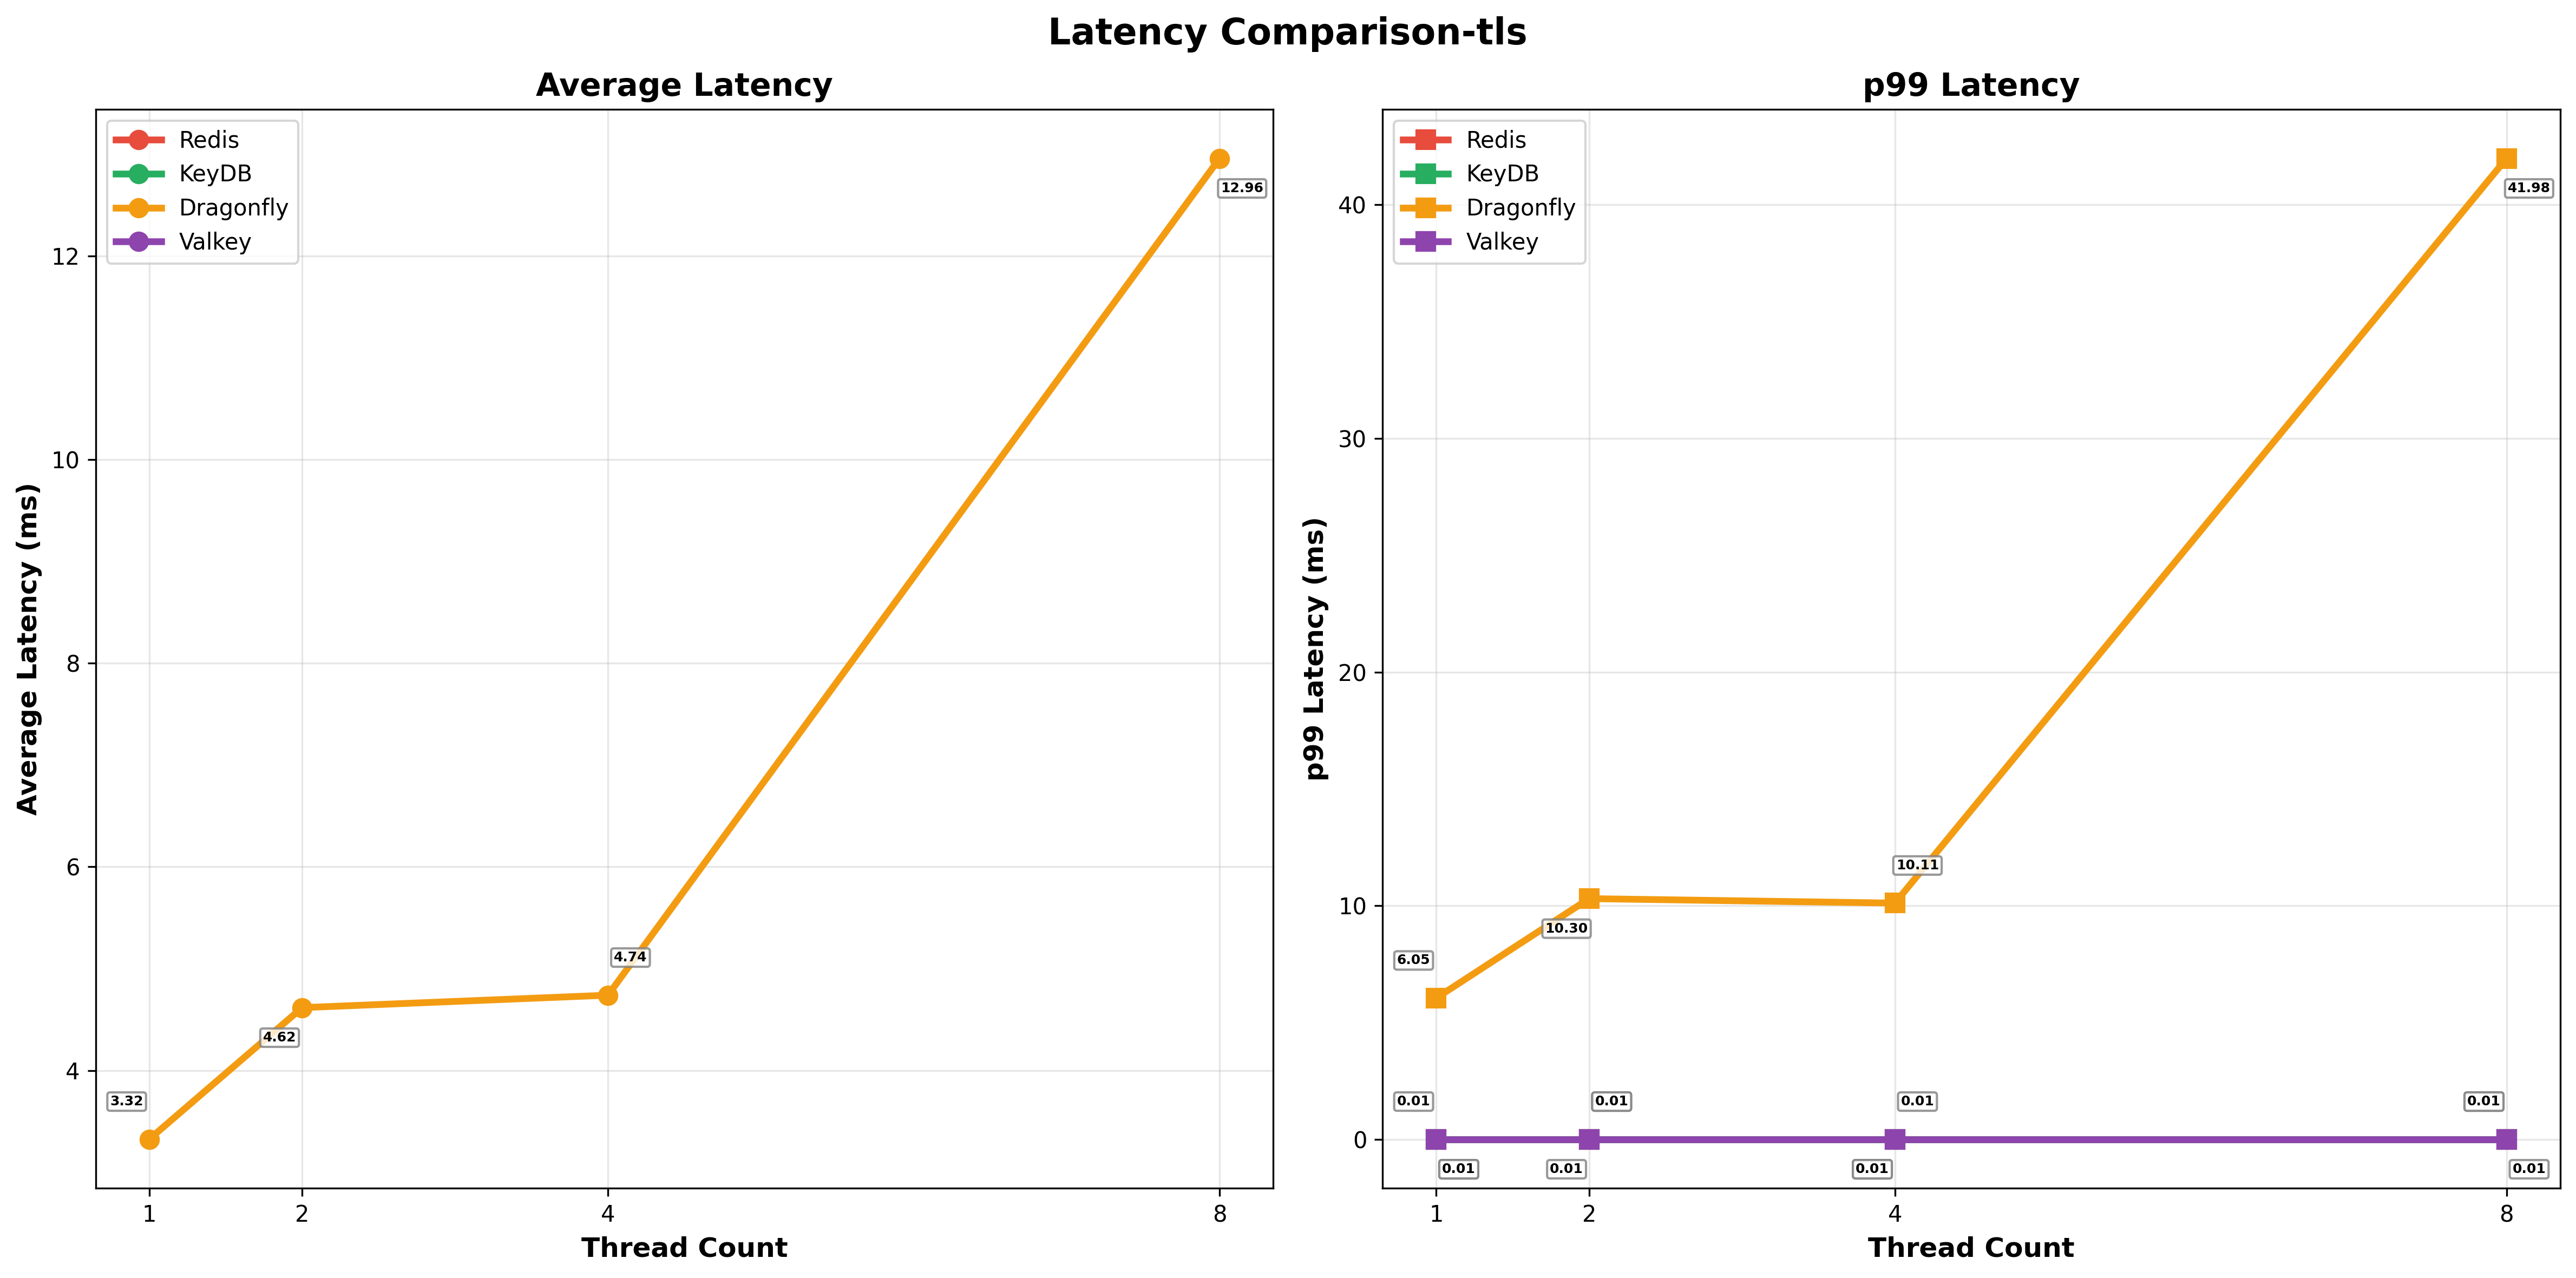 Latency Comparison-tls
Average Latency
Redis
KeyDB
Dragonfly
Valkey
12.96
4.74
4.62
3.32
12
10
8
6
4
1
2
4
8
Average Latency (ms)
Thread Count
p99 Latency
Redis
KeyDB
Dragonfly
Valkey
41.98
10.11
10.30
6.05
0.01
0.01
0.01
0.01
0.01
0.01
0.01
0.01
40
30
20
10
0
1
2
4
8
p99 Latency (ms)
Thread Count